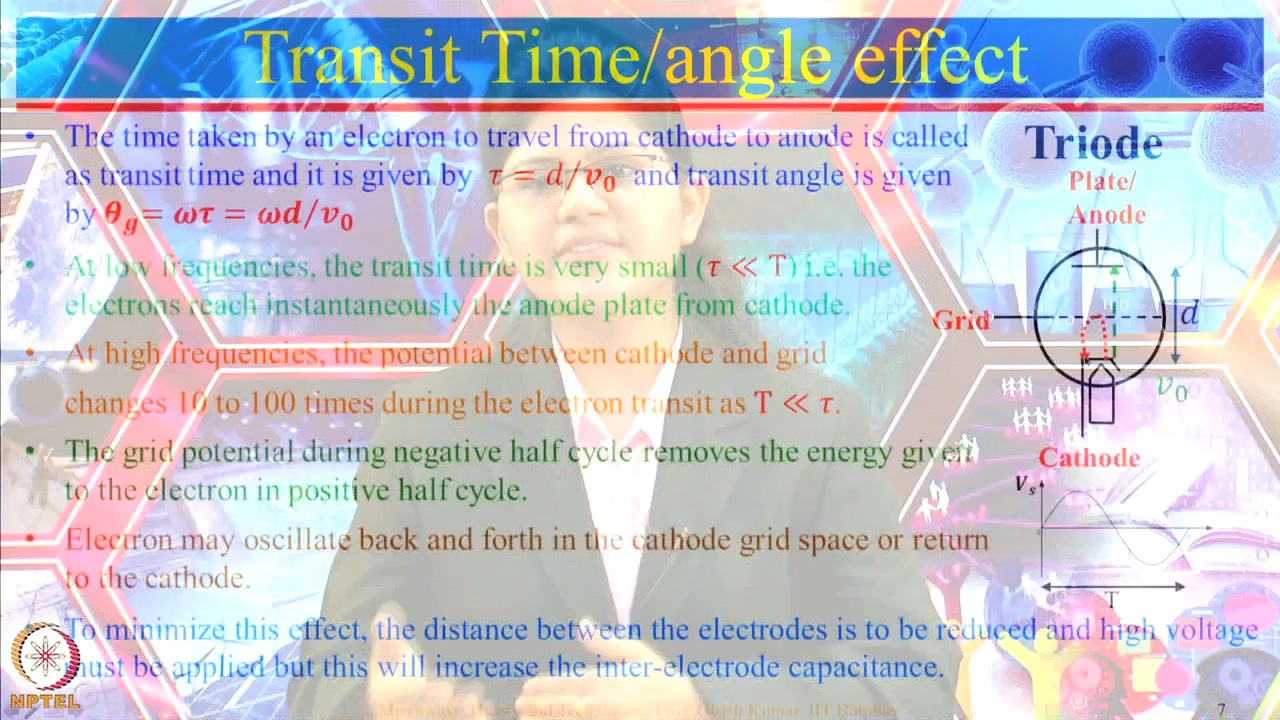 Transit Time/angle effect
• The time taken by an electron to travel from cathode to anode is called
as transit time and it is given by τ = d/v₀ and transit angle is given
by θg = ωτ = ωd/v₀
• At low frequencies, the transit time is very small (τ ≪ T) i.e. the
electrons reach instantaneously the anode plate from cathode.
• At high frequencies, the potential between cathode and grid
changes 10 to 100 times during the electron transit as T ≪ τ.
• The grid potential during negative half cycle removes the energy given
to the electron in positive half cycle.
• Electron may oscillate back and forth in the cathode grid space or return
to the cathode.
To minimize this effect, the distance between the electrodes is to be reduced and high voltage
must be applied but this will increase the inter-electrode capacitance.
Triode
Plate/
Anode
Grid
d
v₀
Cathode
Vs
T
NPTEL
Prof. Girish Kumar, IIT Bombay
7